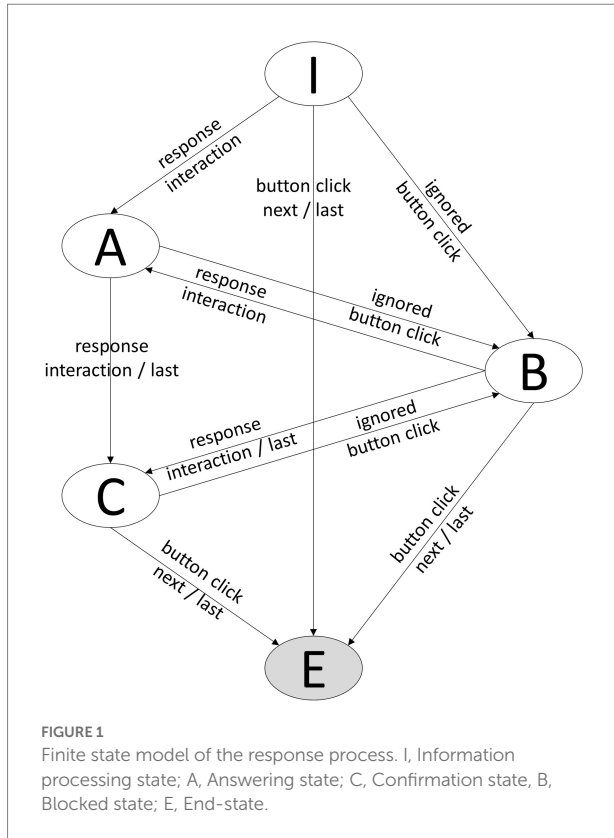 I
response
interaction
button click
next / last
ignored
button click
A
response
interaction
ignored
button click
response
interaction / last
B
response
interaction / last
ignored
button click
C
button click
next / last
button click
next / last
E
FIGURE 1
Finite state model of the response process. I, Information
processing state; A, Answering state; C, Confirmation state, B,
Blocked state; E, End-state.